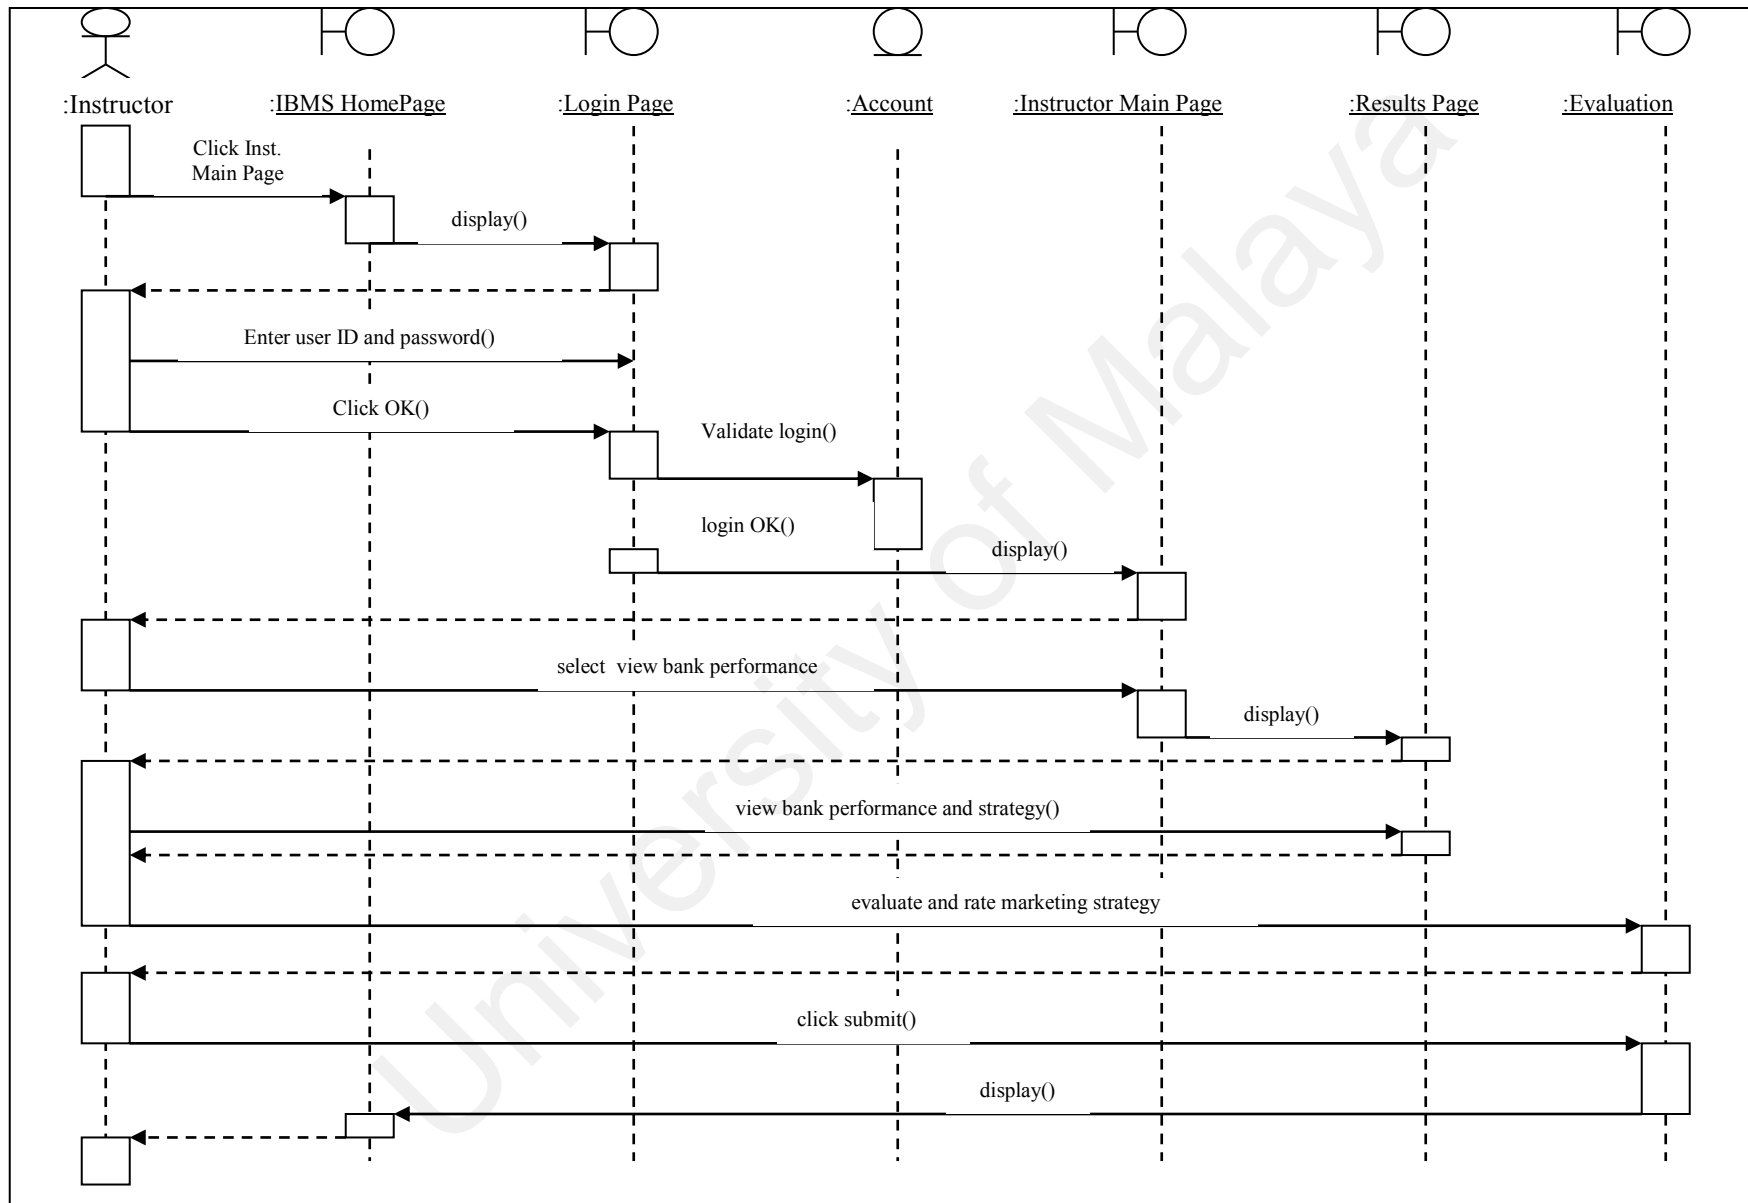 :Instructor
:IBMS HomePage
:Login Page
:Account
:Instructor Main Page
:Results Page
:Evaluation
Click Inst.
Main Page
display()
Enter user ID and password()
Click OK()
Validate login()
login OK()
display()
select view bank performance
display()
view bank performance and strategy()
evaluate and rate marketing strategy
click submit()
display()
University of Malaya